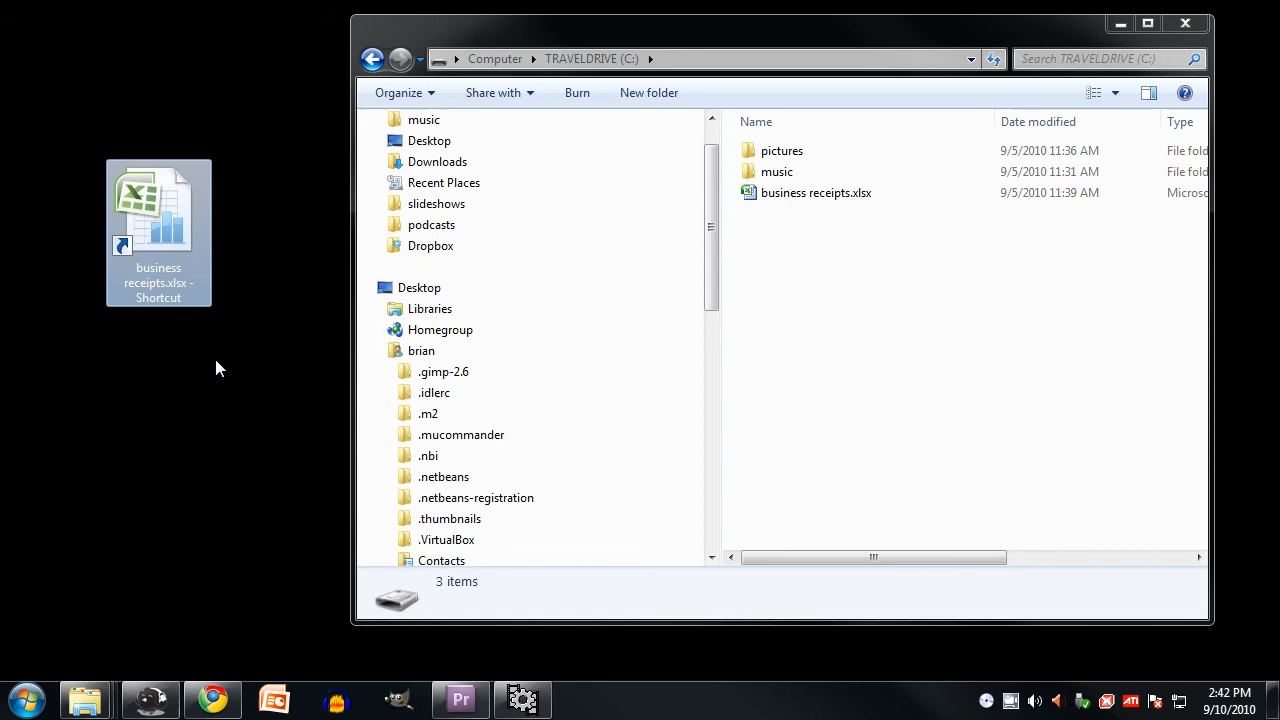 business
receipts.xlsx -
Shortcut
Computer
TRAVELDRIVE (C:)
Search TRAVELDRIVE (C:)
Organize
Share with
Burn
New folder
music
Desktop
Downloads
Recent Places
slideshows
podcasts
Dropbox
Desktop
Libraries
Homegroup
brian
.gimp-2.6
.idlerc
.m2
.mucommander
.nbi
.netbeans
.netbeans-registration
.thumbnails
.VirtualBox
Contacts
Name Date modified Type
pictures 9/5/2010 11:36 AM File fold
music 9/5/2010 11:31 AM File fold
business receipts.xlsx 9/5/2010 11:39 AM Microsc
3 items
Pr
ATI
2:42 PM
9/10/2010